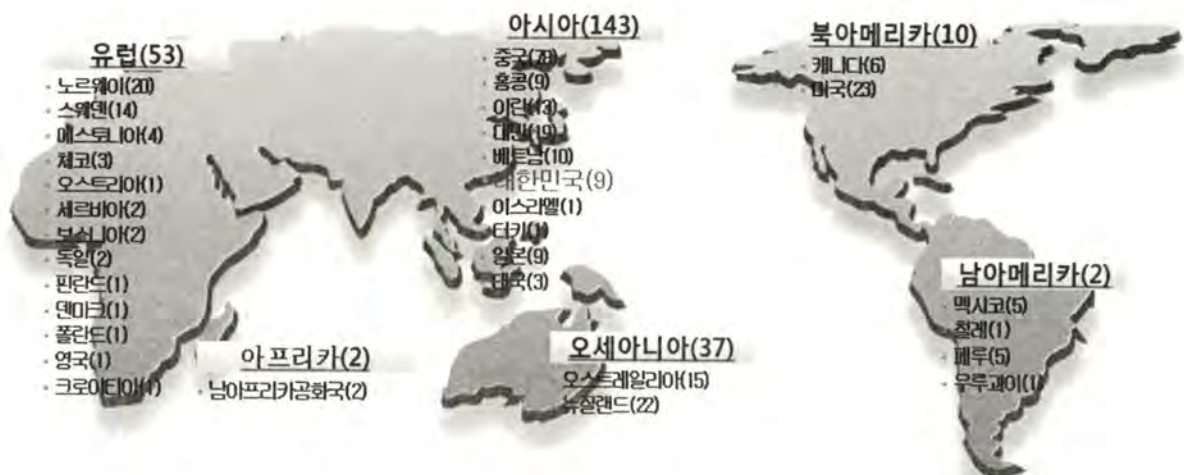 유럽(53)
· 노르웨이(20)
· 스웨덴(14)
· 에스토니아(4)
· 체코(3)
· 오스트리아(1)
· 세르비아(2)
· 보스니아(2)
· 독일(2)
· 핀란드(1)
· 덴마크(1)
· 폴란드(1)
· 영국(1)
· 크로아티아(1)
아프리카(2)
· 남아프리카공화국(2)
아시아(143)
· 중국
· 홍콩(9)
· 이란(13)
· 대만(19)
· 베트남(10)
· 대한민국(9)
· 이스라엘(1)
· 터키(1)
· 일본(9)
· 태국(3)
오세아니아(37)
· 오스트레일리아(15)
· 뉴질랜드(22)
북아메리카(10)
· 캐나다(6)
· 미국(23)
남아메리카(2)
· 멕시코(5)
· 칠레(1)
· 페루(5)
· 우루과이(1)